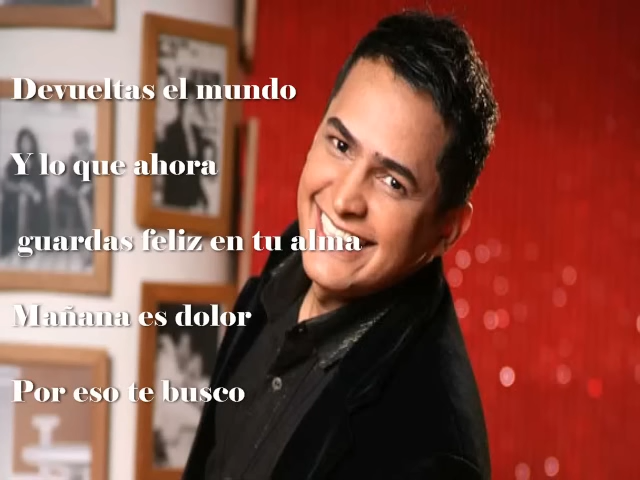 Devueltas el mundo
Y lo que ahora
guardas feliz en tu alma
Mañana es dolor
Por eso te busco